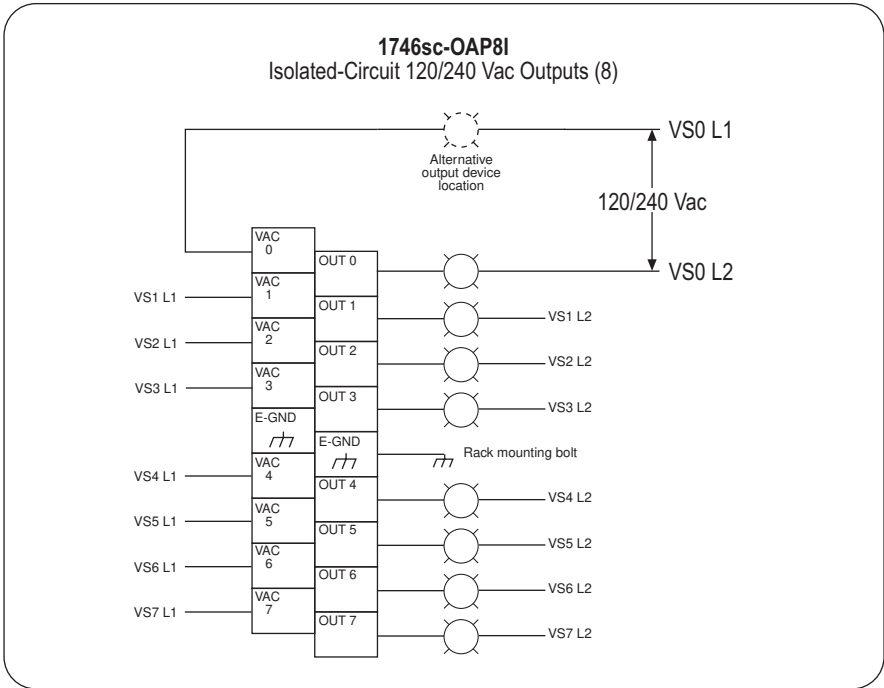 1746sc-OAP8I
Isolated-Circuit 120/240 Vac Outputs (8)
VS0 L1
Alternative
output device
location
120/240 Vac
VS0 L2
VAC
0
OUT 0
VS1 L1
VAC
1
OUT 1
VS1 L2
VS2 L1
VAC
2
OUT 2
VS2 L2
VS3 L1
VAC
3
OUT 3
VS3 L2
E-GND
E-GND
Rack mounting bolt
VS4 L1
VAC
4
OUT 4
VS4 L2
VS5 L1
VAC
5
OUT 5
VS5 L2
VS6 L1
VAC
6
OUT 6
VS6 L2
VS7 L1
VAC
7
OUT 7
VS7 L2